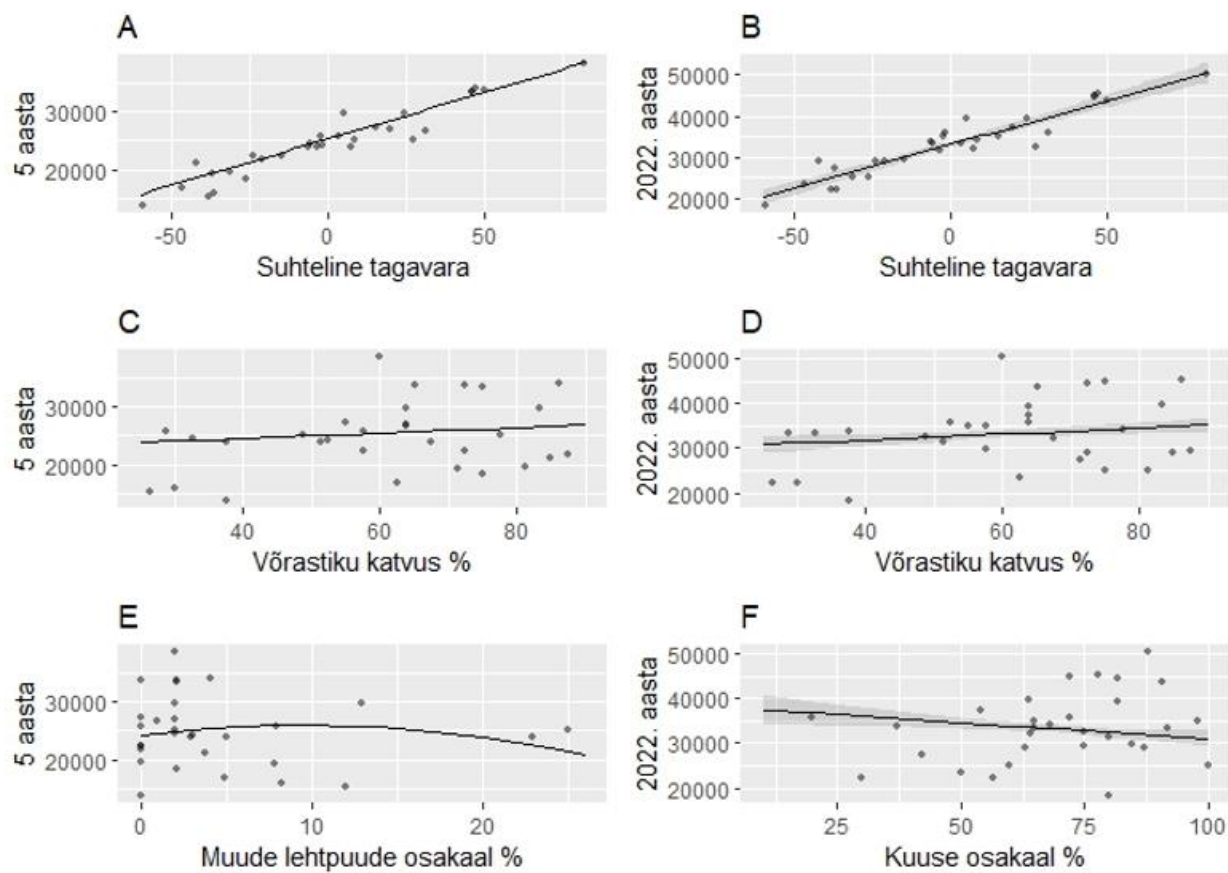 A
5 aasta
30000
20000
-50 0 50
Suhteline tagavara
B
2022. aasta
50000
40000
30000
20000
-50 0 50
Suhteline tagavara
C
5 aasta
30000
20000
40 60 80
Võrastiku katvus %
D
2022. aasta
50000
40000
30000
20000
40 60 80
Võrastiku katvus %
E
5 aasta
30000
20000
0 10 20
Muude lehtpuude osakaal %
F
2022. aasta
50000
40000
30000
20000
25 50 75 100
Kuuse osakaal %